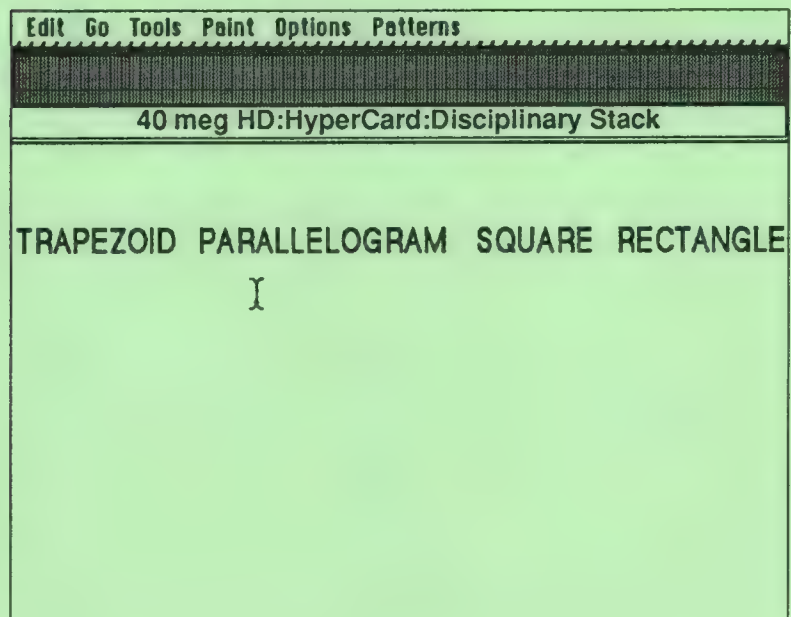 Edit Go Tools Paint Options Patterns
40 meg HD:HyperCard:Disciplinary Stack
TRAPEZOID PARALLELOGRAM SQUARE RECTANGLE